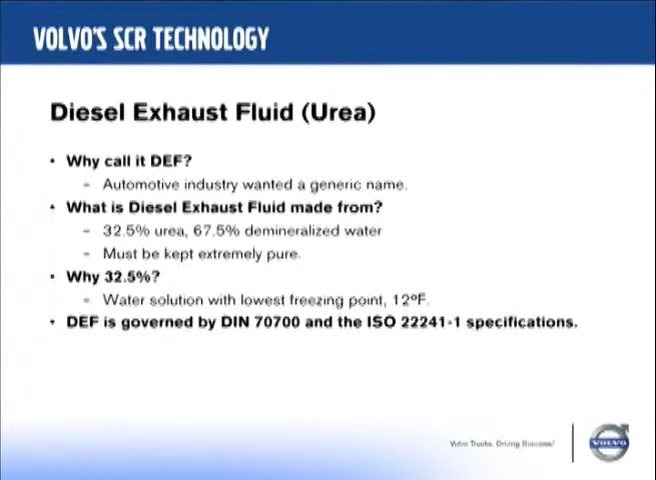 VOLVO'S SCR TECHNOLOGY
Diesel Exhaust Fluid (Urea)
• Why call it DEF?
– Automotive industry wanted a generic name.
• What is Diesel Exhaust Fluid made from?
– 32.5% urea, 67.5% demineralized water
– Must be kept extremely pure.
• Why 32.5%?
– Water solution with lowest freezing point, 12ºF.
• DEF is governed by DIN 70700 and the ISO 22241-1 specifications.
Volvo Trucks. Driving Success.
VOLVO